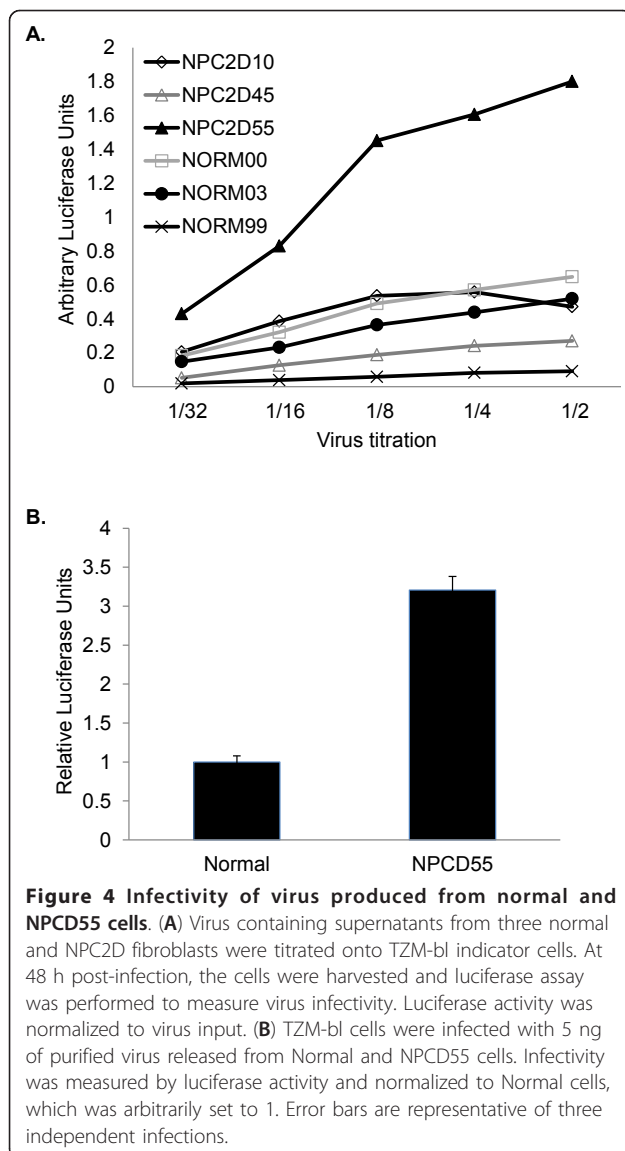 A.
2
1.8
1.6
1.4
1.2
1
0.8
0.6
0.4
0.2
0
Arbitrary Luciferase Units
NPC2D10
NPC2D45
NPC2D55
NORM00
NORM03
NORM99
1/32 1/16 1/8 1/4 1/2
Virus titration
B.
4
3.5
3
2.5
2
1.5
1
0.5
0
Relative Luciferase Units
Normal NPCD55
Figure 4 Infectivity of virus produced from normal and
NPCD55 cells. (A) Virus containing supernatants from three normal
and NPC2D fibroblasts were titrated onto TZM-bl indicator cells. At
48 h post-infection, the cells were harvested and luciferase assay
was performed to measure virus infectivity. Luciferase activity was
normalized to virus input. (B) TZM-bl cells were infected with 5 ng
of purified virus released from Normal and NPCD55 cells. Infectivity
was measured by luciferase activity and normalized to Normal cells,
which was arbitrarily set to 1. Error bars are representative of three
independent infections.